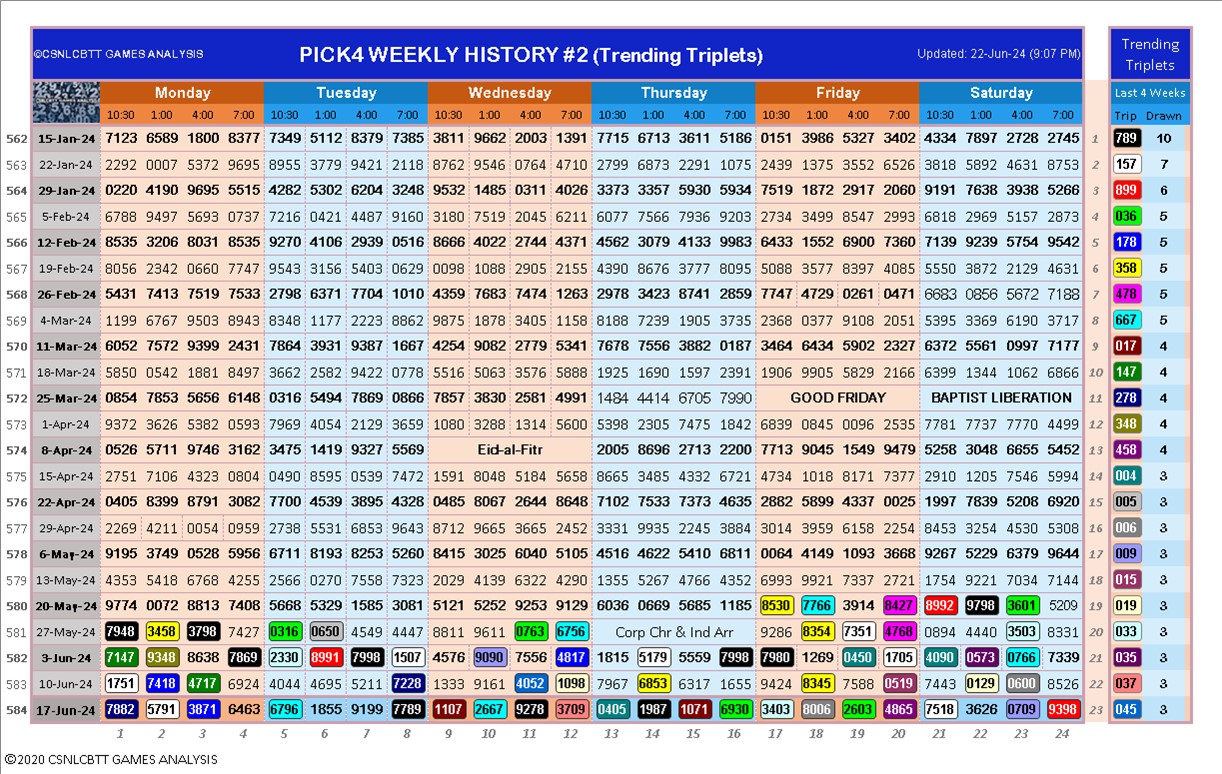 ©CSNLCBTT GAMES ANALYSIS PICK4 WEEKLY HISTORY #2 (Trending Triplets) Updated: 22-Jun-24 (9:07 PM) Trending
Triplets
Monday Tuesday Wednesday Thursday Friday Saturday Last 4 Weeks
10:30 1:00 4:00 7:00 10:30 1:00 4:00 7:00 10:30 1:00 4:00 7:00 10:30 1:00 4:00 7:00 10:30 1:00 4:00 7:00 10:30 1:00 4:00 7:00 Trip Drawn
562 15-Jan-24 7123 6589 1800 8377 7349 5112 8379 7385 3811 9662 2003 1391 7715 6713 3611 5186 0151 3986 5327 3402 4334 7897 2728 2745 1 789 10
563 22-Jan-24 2292 0007 5372 9695 8955 3779 9421 2118 9762 9546 0764 4710 2799 6873 2291 1075 2439 1375 3552 6526 3818 5892 4631 8753 2 157 7
564 29-Jan-24 0220 4190 9695 5515 4282 5302 6204 3248 9532 1485 0311 4026 3373 3357 5930 5934 7519 1872 2917 2060 9191 7638 3938 5266 3 899 6
565 5-Feb-24 6788 9497 5693 0737 7216 0421 4487 9160 3180 7519 2045 6211 6077 7566 7936 9203 2734 3499 8547 2993 6818 2969 5157 2873 4 036 5
566 12-Feb-24 8535 3206 8031 8535 9270 4106 2939 0516 8666 4022 2744 4371 4562 3079 4133 9983 6433 1552 6900 7360 7139 9239 5754 9542 5 178 5
567 19-Feb-24 8056 2342 0660 7747 9543 3156 5403 0629 0098 1088 2905 2155 4390 8676 3777 8095 5088 3577 8397 4085 5550 3872 2129 4631 6 358 5
568 26-Feb-24 5431 7413 7519 7533 2798 6371 7704 1014 4359 7683 7474 1263 2978 3423 8741 2859 7747 4729 0261 0471 6683 0856 5672 7188 7 478 5
569 4-Mar-24 1199 6767 9503 8943 8348 1177 2223 8862 9875 1878 3405 1158 8188 7239 1905 3735 2368 0377 9108 2051 5395 3369 6190 3717 8 667 5
570 11-Mar-24 6052 7572 9399 2431 7864 3931 9387 1667 4254 9082 2779 5341 7678 7556 3882 0187 3464 6434 5902 2327 6372 5561 0997 7177 9 017 4
571 18-Mar-24 5850 0542 1881 8497 3662 2582 9422 0778 5516 5063 3576 5888 1925 1690 1597 2391 1906 9905 5829 2166 6399 1344 1062 6866 10 147 4
572 25-Mar-24 0854 7853 5656 6148 0316 5494 7869 0886 7857 3830 2581 4991 1484 4414 6705 7990 GOOD FRIDAY BAPTIST LIBERATION 11 278 4
573 1-Apr-24 9372 3626 5382 0593 7969 4054 2129 3659 1080 3288 1314 5600 5398 2305 7475 1842 6839 0845 0096 2535 7781 7737 7770 4499 12 348 4
574 8-Apr-24 0526 5711 9746 3162 3475 1419 9327 5569 Eid-al-Fitr 2005 8696 2713 2200 7713 9045 1549 9479 5258 3048 6655 5452 13 458 4
575 15-Apr-24 2751 7106 4323 0804 0490 8595 0539 7472 1591 8048 5184 5658 8665 3485 4332 6721 4734 1018 8171 7377 2910 1205 7546 5994 14 004 3
576 22-Apr-24 0405 8399 8791 3082 7700 4539 3895 4328 0485 8067 2644 8648 7102 7533 7373 4635 2882 5899 4337 0025 1997 7839 5208 6920 15 005 3
577 29-Apr-24 2269 4211 0054 0959 2738 5531 6853 9643 9712 9665 3665 2452 3331 9935 2245 3884 3014 3959 6158 2254 8453 3254 4530 5308 16 006 3
578 6-May-24 9195 3749 0528 5956 6711 8193 8253 5260 8415 3025 6040 5105 4516 4622 5410 6811 0064 4149 1093 3668 9267 5229 6379 9644 17 009 3
579 13-May-24 4353 5418 6768 4255 2566 0270 7558 7323 2029 4139 6322 4290 1355 5267 4766 4352 6993 9921 7337 2721 1754 9221 7034 7144 18 015 3
580 20-May-24 9774 0072 8813 7408 5668 5329 1585 3081 5121 5252 9253 9129 6036 0669 5685 1185 8530 7766 3914 8427 8992 9798 3601 5209 19 019 3
581 27-May-24 7948 3458 3798 7427 0316 0650 4549 4447 8811 9611 0763 6756 Corp Chr & Ind Arr 9286 8354 7351 4768 0894 4440 3503 8331 20 033 3
582 3-Jun-24 7147 9348 8638 7869 2330 8991 7998 1507 4576 9090 7556 4817 1815 5179 5559 7998 7980 1269 0450 1705 4090 0573 0766 7339 21 035 3
583 10-Jun-24 1751 7418 4717 6924 4044 4695 5211 7228 1333 9161 4052 1098 7967 6853 6317 1655 9424 8345 7588 0519 7443 0129 0600 8526 22 037 3
584 17-Jun-24 7882 5791 3871 6463 6796 1855 9199 7789 1107 2667 9278 3709 0405 1987 1071 6930 3403 8006 2603 4865 7518 3626 0709 9398 23 045 3
1 2 3 4 5 6 7 8 9 10 11 12 13 14 15 16 17 18 19 20 21 22 23 24
©2020 CSNLCBTT GAMES ANALYSIS